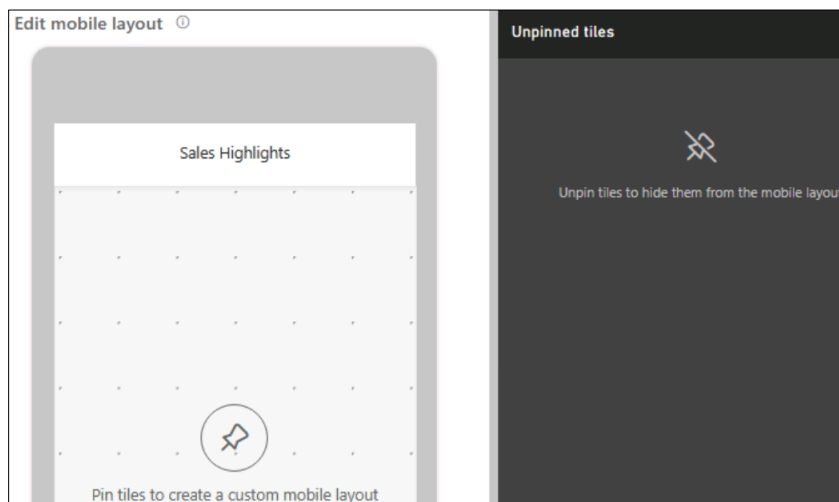 Edit mobile layout
Unpinned tiles
Sales Highlights
Unpin tiles to hide them from the mobile layout
Pin tiles to create a custom mobile layout